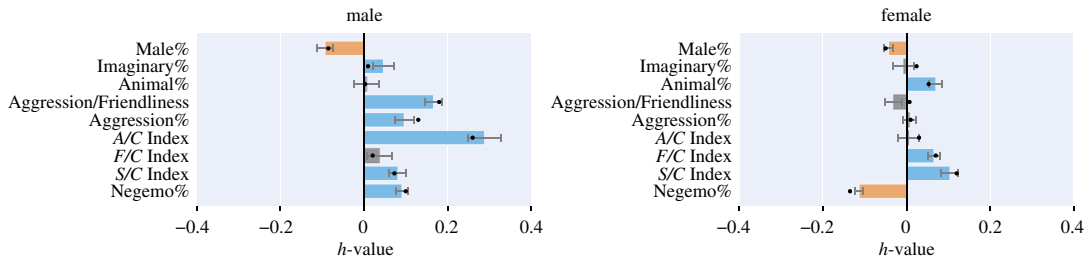 male
Male%
Imaginary%
Animal%
Aggression/Friendliness
Aggression%
A/C Index
F/C Index
S/C Index
Negemo%
−0.4 −0.2 0 0.2 0.4
h-value
female
Male%
Imaginary%
Animal%
Aggression/Friendliness
Aggression%
A/C Index
F/C Index
S/C Index
Negemo%
−0.4 −0.2 0 0.2 0.4
h-value